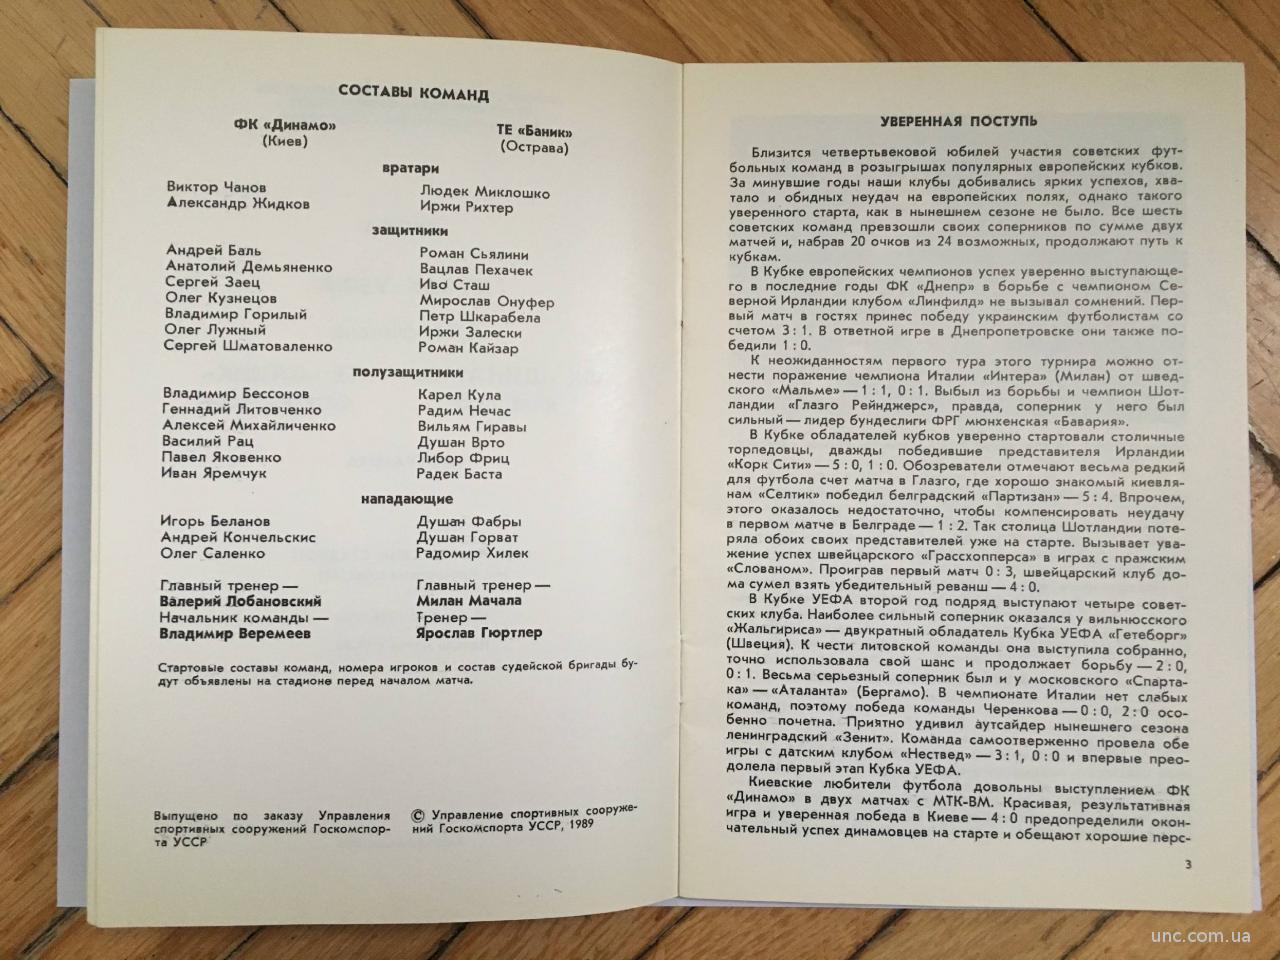 СОСТАВЫ КОМАНД
ФК «Динамо» ТЕ «Баник»
(Киев) (Острава)
вратари
Виктор Чанов Людек Миклошко
Александр Жидков Иржи Рихтер
защитники
Андрей Баль Роман Сьялини
Анатолий Демьяненко Вацлав Пехачек
Сергей Заец Иво Сташ
Олег Кузнецов Мирослав Онуфер
Владимир Горилый Петр Шкарабела
Олег Лужный Иржи Залески
Сергей Шматоваленко Роман Кайзар
полузащитники
Владимир Бессонов Карел Кула
Геннадий Литовченко Радим Нечас
Алексей Михайличенко Вильям Гиравы
Василий Рац Душан Врто
Павел Яковенко Либор Фриц
Иван Яремчук Радек Баста
нападающие
Игорь Беланов Душан Фабры
Андрей Кончельскис Душан Горват
Олег Саленко Радомир Хилек
Главный тренер — Главный тренер —
Валерий Лобановский Милан Мачала
Начальник команды — Тренер —
Владимир Веремеев Ярослав Гюртлер
Стартовые составы команд, номера игроков и состав судейской бригады бу-
дут объявлены на стадионе перед началом матча.
Выпущено по заказу Управления
спортивных сооружений Госкомспор-
та УССР
© Управление спортивных сооруже-
ний Госкомспорта УССР, 1989
УВЕРЕННАЯ ПОСТУПЬ
Близится четвертьвековой юбилей участия советских фут-
больных команд в розыгрышах популярных европейских кубков.
За минувшие годы наши клубы добивались ярких успехов, хва-
тало и обидных неудач на европейских полях, однако такого
уверенного старта, как в нынешнем сезоне не было. Все шесть
советских команд превзошли своих соперников по сумме двух
матчей и, набрав 20 очков из 24 возможных, продолжают путь к
кубкам.
В Кубке европейских чемпионов успех уверенно выступающе-
го в последние годы ФК «Днепр» в борьбе с чемпионом Се-
верной Ирландии клубом «Линфилд» не вызывал сомнений. Пер-
вый матч в гостях принес победу украинским футболистам со
счетом 3 : 1. В ответной игре в Днепропетровске они также по-
бедили 1 : 0.
К неожиданностям первого тура этого турнира можно от-
нести поражение чемпиона Италии «Интера» (Милан) от швед-
ского «Мальме» — 1 : 1, 0 : 1. Выбыл из борьбы и чемпион Шот-
ландии «Глазго Рейнджерс», правда, соперник у него был
сильный — лидер бундеслиги ФРГ мюнхенская «Бавария».
В Кубке обладателей кубков уверенно стартовали столичные
торпедовцы, дважды победившие представителя Ирландии
«Корк Сити» — 5 : 0, 1 : 0. Обозреватели отмечают весьма редкий
для футбола счет матча в Глазго, где хорошо знакомый киевля-
нам «Селтик» победил белградский «Партизан» — 5 : 4. Впрочем,
этого оказалось недостаточно, чтобы компенсировать неудачу
в первом матче в Белграде — 1 : 2. Так столица Шотландии поте-
ряла обоих своих представителей уже на старте. Вызывает ува-
жение успех швейцарского «Грассхопперса» в играх с пражским
«Слованом». Проиграв первый матч 0 : 3, швейцарский клуб до-
ма сумел взять убедительный реванш — 4 : 0.
В Кубке УЕФА второй год подряд выступают четыре совет-
ских клуба. Наиболее сильный соперник оказался у вильнюсского
«Жальгириса» — двукратный обладатель Кубка УЕФА «Гетеборг»
(Швеция). К чести литовской команды она выступила собранно,
точно использовала свой шанс и продолжает борьбу — 2 : 0,
0 : 1. Весьма серьезный соперник был и у московского «Спарта-
ка» — «Аталанта» (Бергамо). В чемпионате Италии нет слабых
команд, поэтому победа команды Черенкова — 0 : 0, 2 : 0 осо-
бенно почетна. Приятно удивил аутсайдер нынешнего сезона
ленинградский «Зенит». Команда самоотверженно провела обе
игры с датским клубом «Нествед» — 3 : 1, 0 : 0 и впервые прео-
долела первый этап Кубка УЕФА.
Киевские любители футбола довольны выступлением ФК
«Динамо» в двух матчах с МТК-ВМ. Красивая, результативная
игра и уверенная победа в Киеве — 4 : 0 предопределили окон-
чательный успех динамовцев на старте и обещают хорошие перс-
3
unc.com.ua